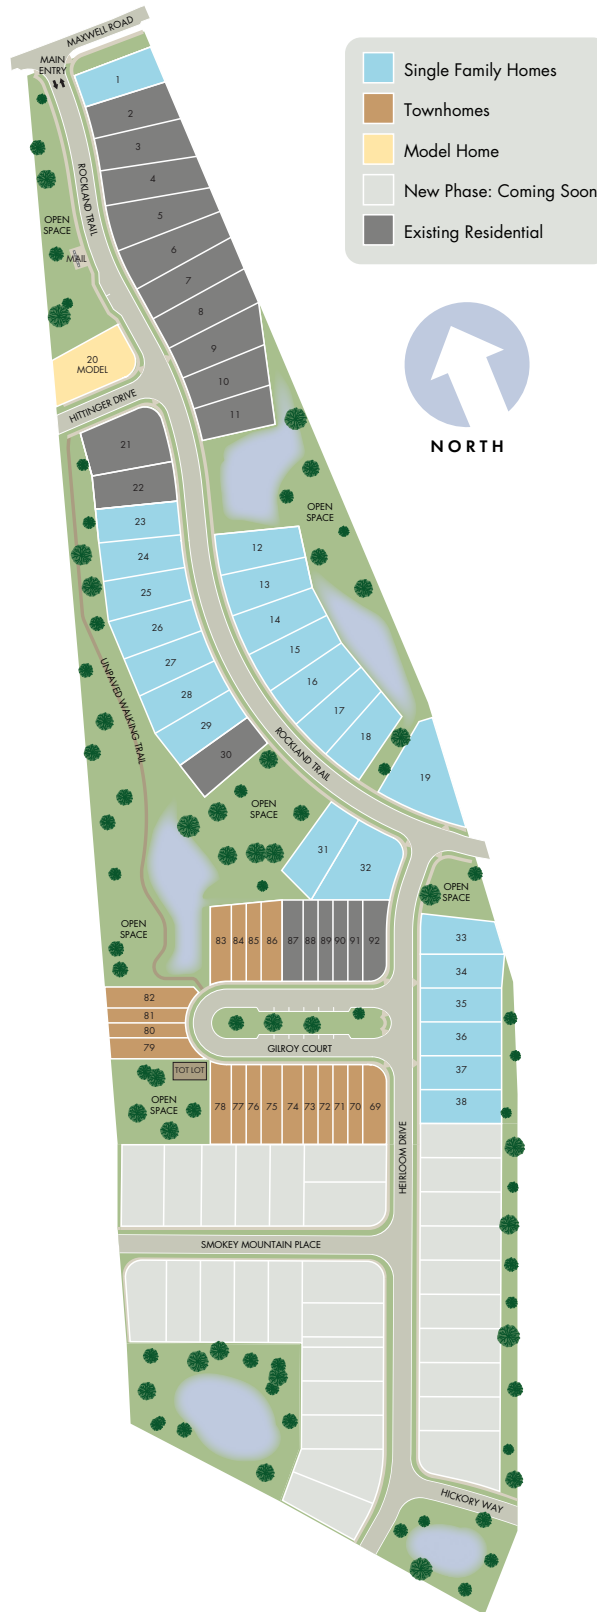 MAXWELL ROAD
MAIN
ENTRY
1
2
3
4
5
6
7
8
9
10
11
ROCKLAND TRAIL
OPEN
SPACE
MAIL
20
MODEL
HITTINGER DRIVE
Single Family Homes
Townhomes
Model Home
New Phase: Coming Soon
Existing Residential
NORTH
21
22
23
24
25
26
27
28
29
30
OPEN
SPACE
12
13
14
15
16
17
18
19
UNPAVED WALKING TRAIL
ROCKLAND TRAIL
OPEN
SPACE
31
32
OPEN
SPACE
33
34
35
36
37
38
83 84 85 86 87 88 89 90 91 92
OPEN
SPACE
82
81
80
79
GILROY COURT
TOT LOT
OPEN
SPACE
78 77 76 75 74 73 72 71 70 69
HEIRLOOM DRIVE
SMOKEY MOUNTAIN PLACE
HICKORY WAY